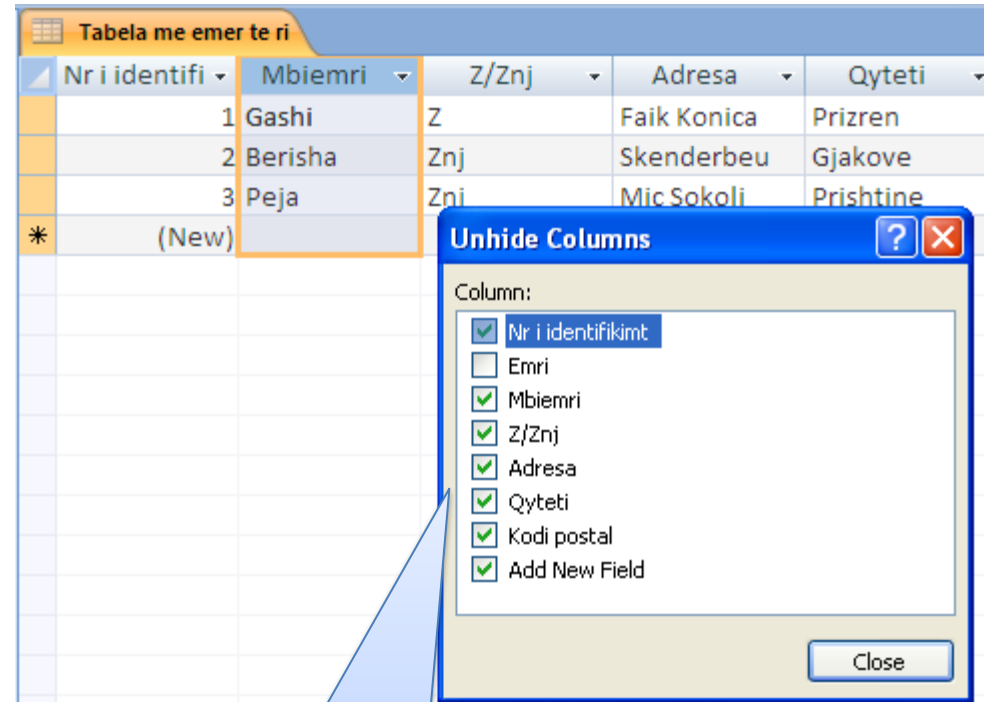 Tabela me emer te ri
Nr i identifi Mbiemri Z/Znj Adresa Qyteti
1 Gashi Z Faik Konica Prizren
2 Berisha Znj Skenderbeu Gjakove
3 Peja Znj Mic Sokoli Prishtine
(New)
Unhide Columns
Column:
Nr i identifikimt
Emri
Mbiemri
Z/Znj
Adresa
Qyteti
Kodi postal
Add New Field
Close